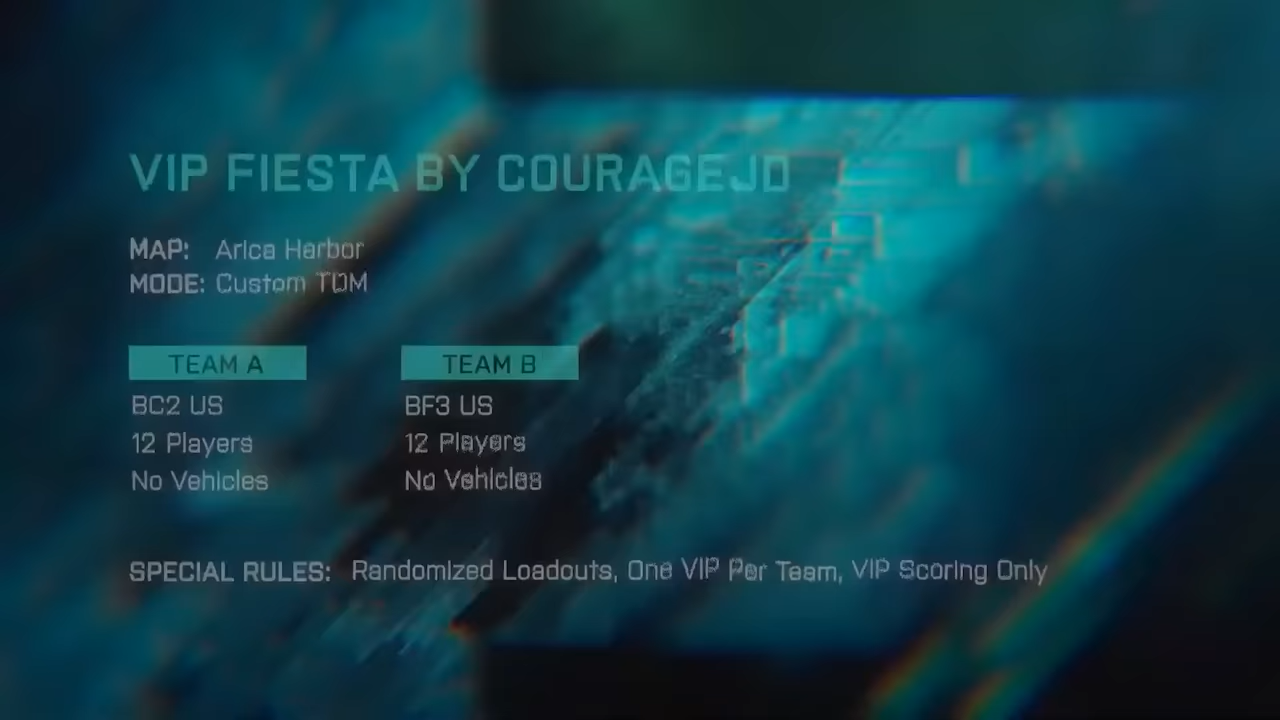 VIP FIESTA BY COURAGEJD
MAP: Arica Harbor
MODE: Custom TDM
TEAM A TEAM B
BC2 US BF3 US
12 Players 12 Players
No Vehicles No Vehicles
SPECIAL RULES: Randomized Loadouts, One VIP Per Team, VIP Scoring Only